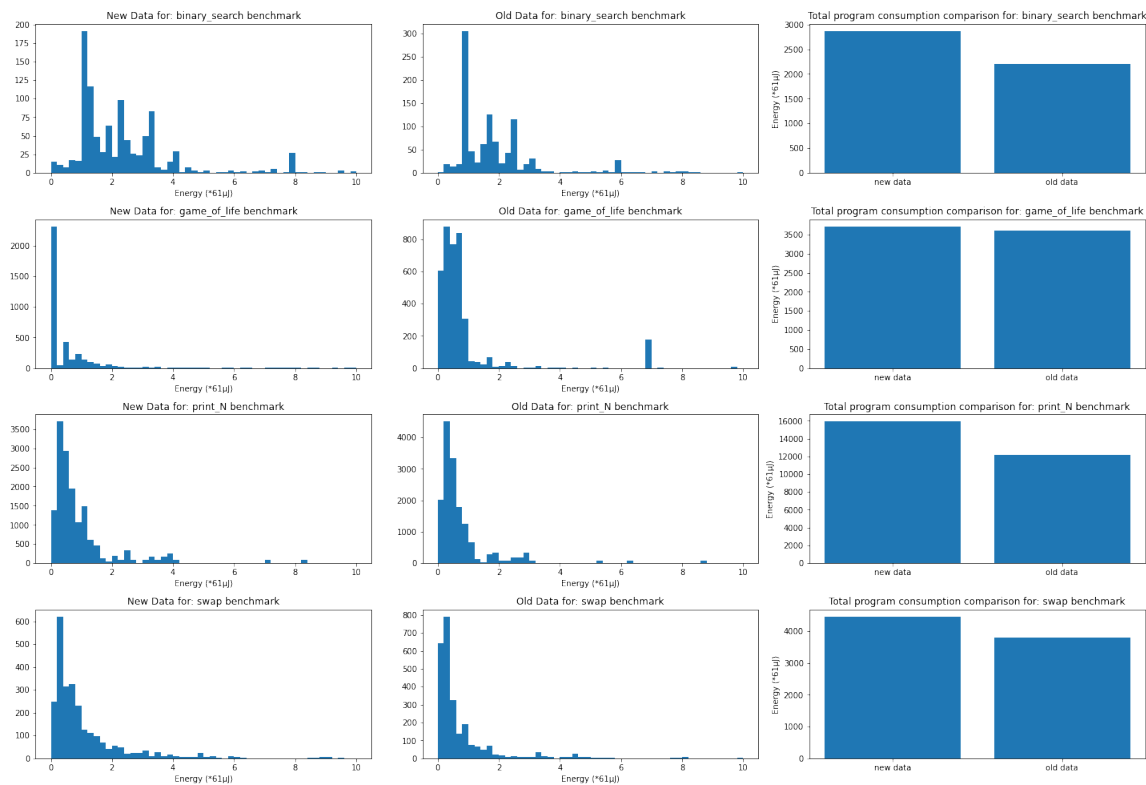 New Data for: binary_search benchmark
200
175
150
125
100
75
50
25
0
0 2 4 6 8 10
Energy (*61µJ)
Old Data for: binary_search benchmark
300
250
200
150
100
50
0
0 2 4 6 8 10
Energy (*61µJ)
Total program consumption comparison for: binary_search benchmark
Energy (*61µJ)
3000
2500
2000
1500
1000
500
0
new data old data
New Data for: game_of_life benchmark
2000
1500
1000
500
0
0 2 4 6 8 10
Energy (*61µJ)
Old Data for: game_of_life benchmark
800
600
400
200
0
0 2 4 6 8 10
Energy (*61µJ)
Total program consumption comparison for: game_of_life benchmark
Energy (*61µJ)
3500
3000
2500
2000
1500
1000
500
0
new data old data
New Data for: print_N benchmark
3500
3000
2500
2000
1500
1000
500
0
0 2 4 6 8 10
Energy (*61µJ)
Old Data for: print_N benchmark
4000
3000
2000
1000
0
0 2 4 6 8 10
Energy (*61µJ)
Total program consumption comparison for: print_N benchmark
Energy (*61µJ)
16000
14000
12000
10000
8000
6000
4000
2000
0
new data old data
New Data for: swap benchmark
600
500
400
300
200
100
0
0 2 4 6 8 10
Energy (*61µJ)
Old Data for: swap benchmark
800
700
600
500
400
300
200
100
0
0 2 4 6 8 10
Energy (*61µJ)
Total program consumption comparison for: swap benchmark
Energy (*61µJ)
4000
3000
2000
1000
0
new data old data